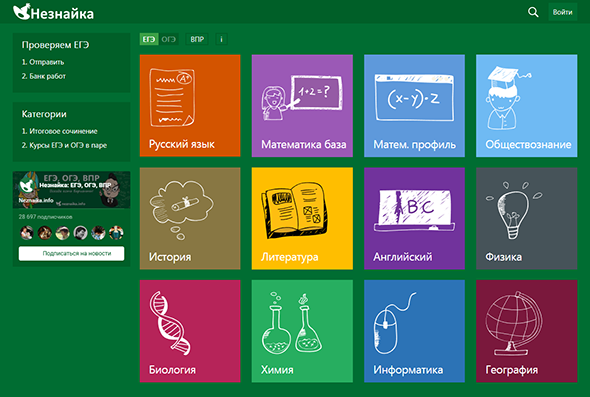 Незнайка
Войти
Проверяем ЕГЭ
1. Отправить
2. Банк работ
Категории
1. Итоговое сочинение
2. Курсы ЕГЭ и ОГЭ в паре
ЕГЭ, ОГЭ, ВПР
Незнайка: ЕГЭ, ОГЭ, ВПР
Neznaika.info
neznaika.info
28 697 подписчиков
Подписаться на новости
ЕГЭ ОГЭ ВПР i
A+
Русский язык
1+2=?
Математика база
(x-y)·z
Матем. профиль
Обществознание
История
Литература
ABC
Английский
Физика
Биология
Химия
Информатика
География